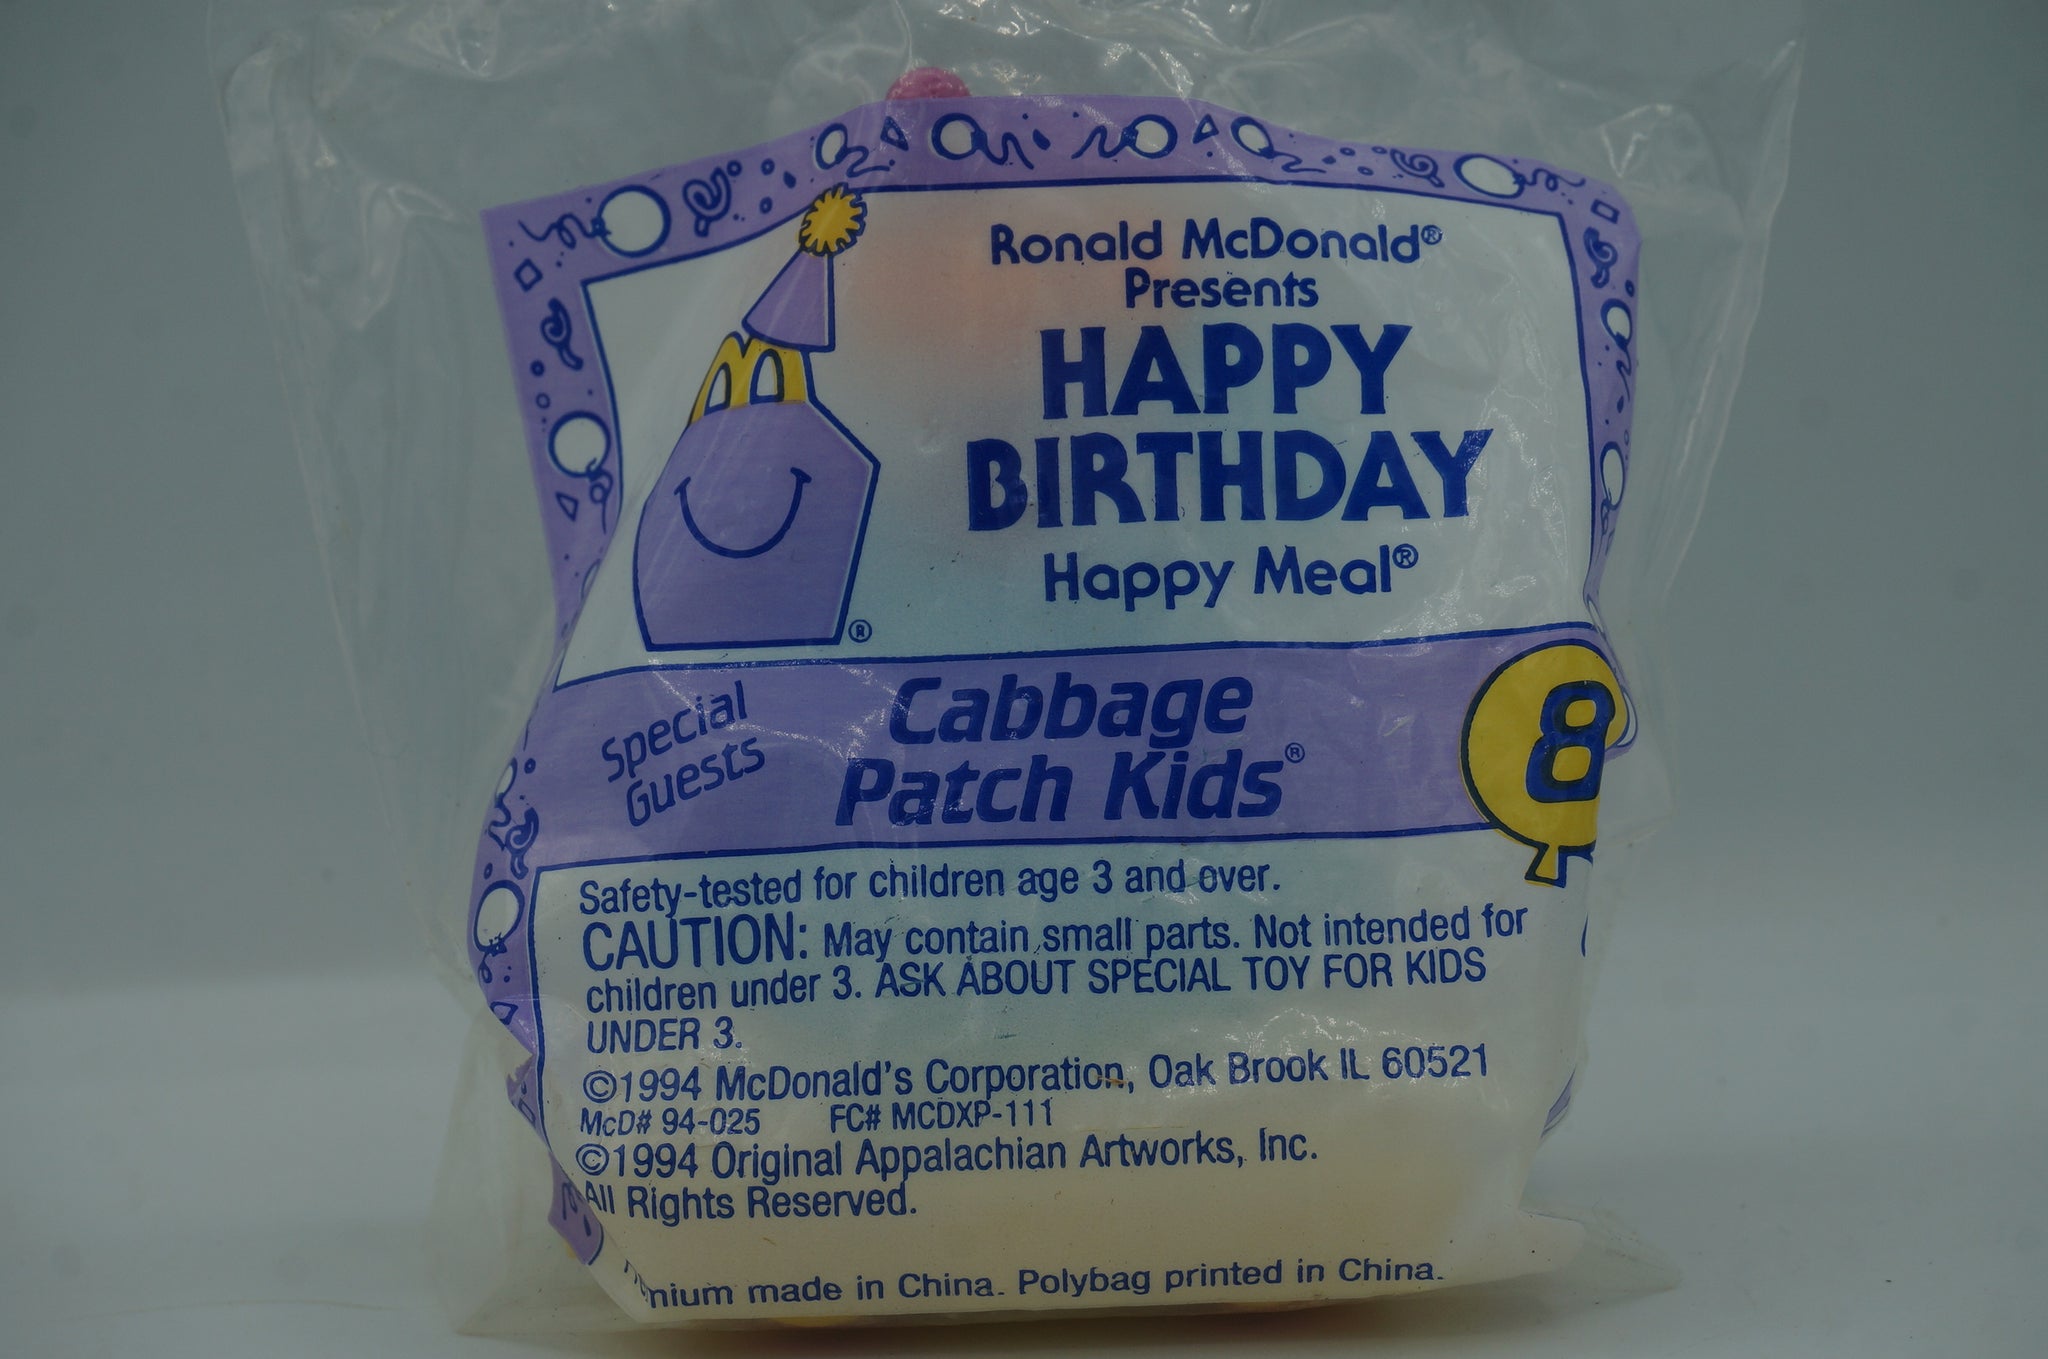 Ronald McDonald®
Presents
HAPPY
BIRTHDAY
Happy Meal®
®
Special
Guests
Cabbage
Patch Kids®
8
Safety-tested for children age 3 and over.
CAUTION: May contain small parts. Not intended for
children under 3. ASK ABOUT SPECIAL TOY FOR KIDS
UNDER 3.
©1994 McDonald's Corporation, Oak Brook IL 60521
McD# 94-025 FC# MCDXP-111
©1994 Original Appalachian Artworks, Inc.
All Rights Reserved.
made in China. Polybag printed in China.